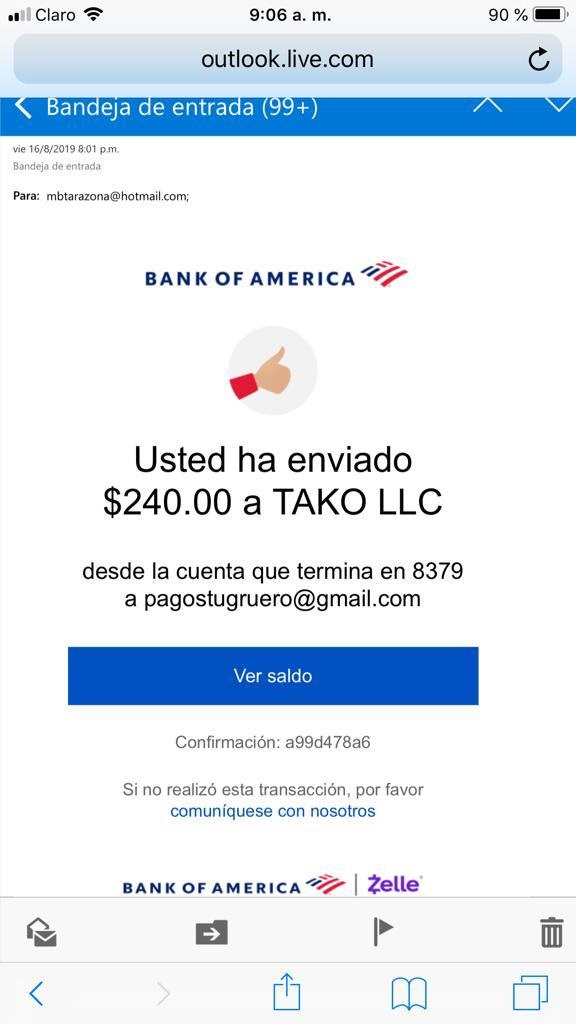 Claro 9:06 a. m. 90 %
outlook.live.com
Bandeja de entrada (99+)
vie 16/8/2019 8:01 p.m.
Bandeja de entrada
Para: mbtarazona@hotmail.com;
BANK OF AMERICA
Usted ha enviado
$240.00 a TAKO LLC
desde la cuenta que termina en 8379
a pagostugruero@gmail.com
Ver saldo
Confirmación: a99d478a6
Si no realizó esta transacción, por favor
comuníquese con nosotros
BANK OF AMERICA | Zelle